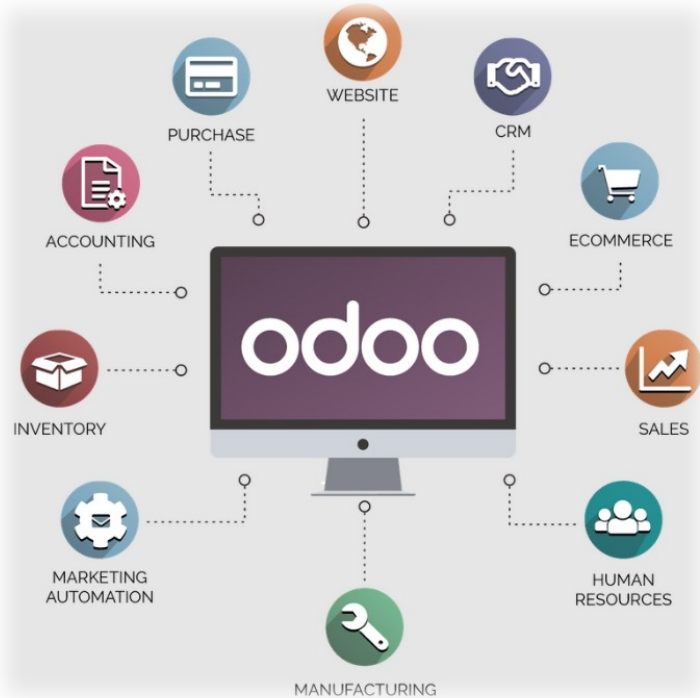 WEBSITE
PURCHASE
CRM
ACCOUNTING
ECOMMERCE
odoo
INVENTORY
SALES
MARKETING
AUTOMATION
HUMAN
RESOURCES
MANUFACTURING